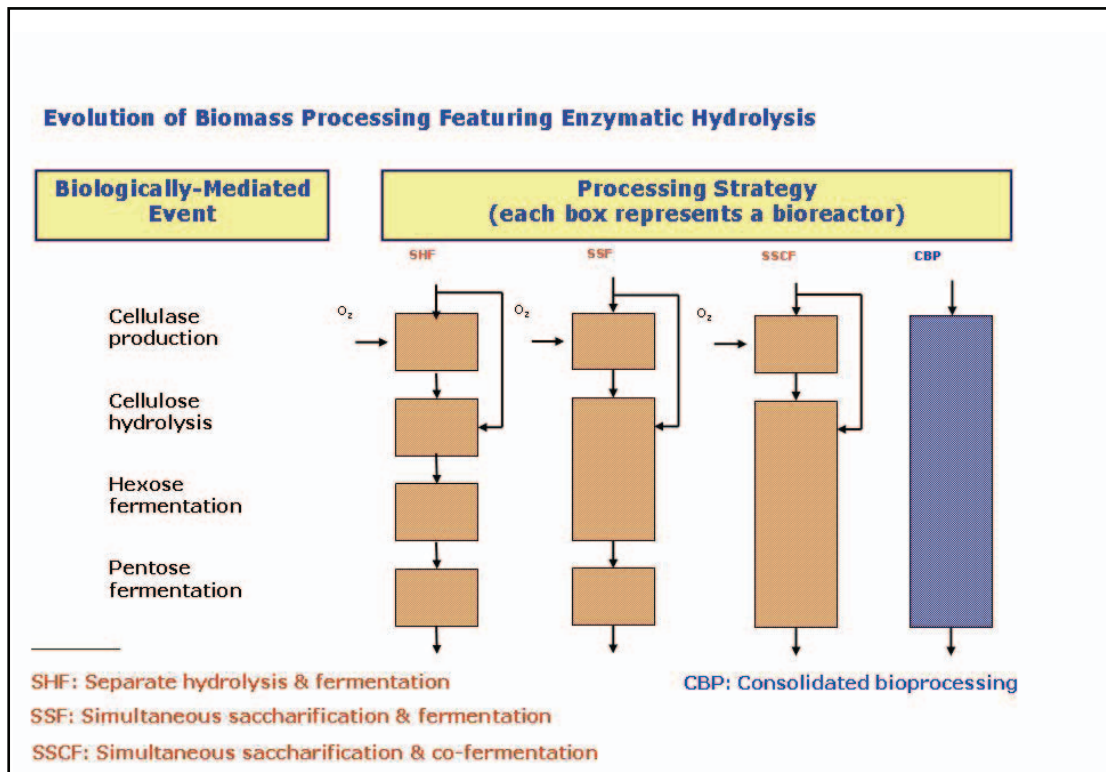 Evolution of Biomass Processing Featuring Enzymatic Hydrolysis
Biologically-Mediated
Event
Processing Strategy
(each box represents a bioreactor)
SHF
SSF
SSCF
CBP
O₂
O₂
O₂
Cellulase
production
Cellulose
hydrolysis
Hexose
fermentation
Pentose
fermentation
SHF: Separate hydrolysis & fermentation
CBP: Consolidated bioprocessing
SSF: Simultaneous saccharification & fermentation
SSCF: Simultaneous saccharification & co-fermentation